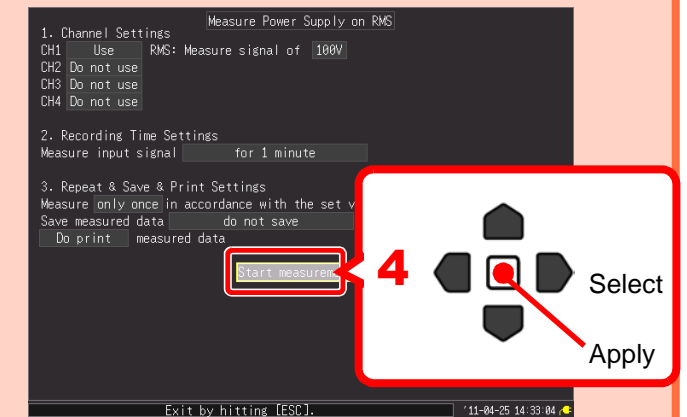 Measure Power Supply on RMS
1. Channel Settings
CH1 Use RMS: Measure signal of 100V
CH2 Do not use
CH3 Do not use
CH4 Do not use
2. Recording Time Settings
Measure input signal for 1 minute
3. Repeat & Save & Print Settings
Measure only once in accordance with the set v
Save measured data do not save
Do print measured data
Start measurem
4
Select
Apply
Exit by hitting [ESC].
'11-04-25 14:33:04